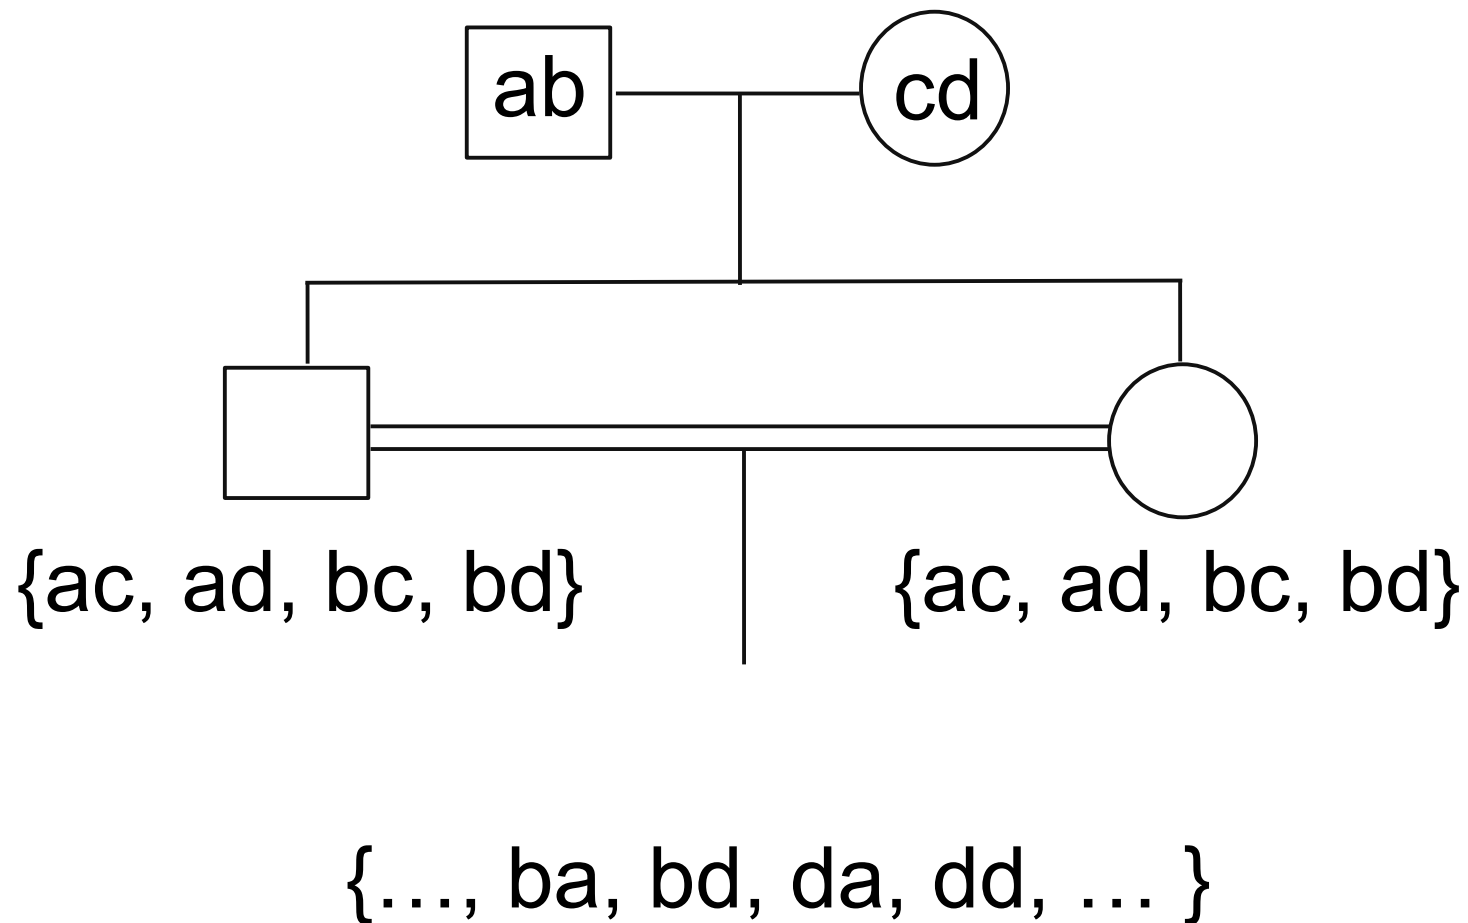 ab cd
{ac, ad, bc, bd} {ac, ad, bc, bd}
{..., ba, bd, da, dd, ... }